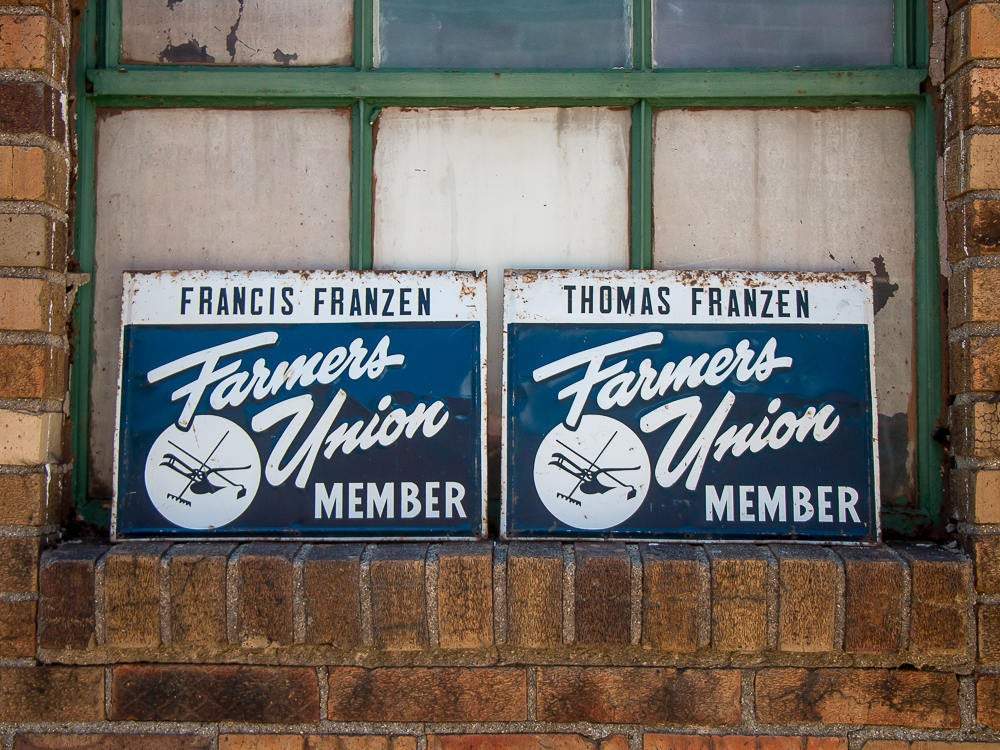 FRANCIS FRANZEN
Farmers
Union
MEMBER
THOMAS FRANZEN
Farmers
Union
MEMBER